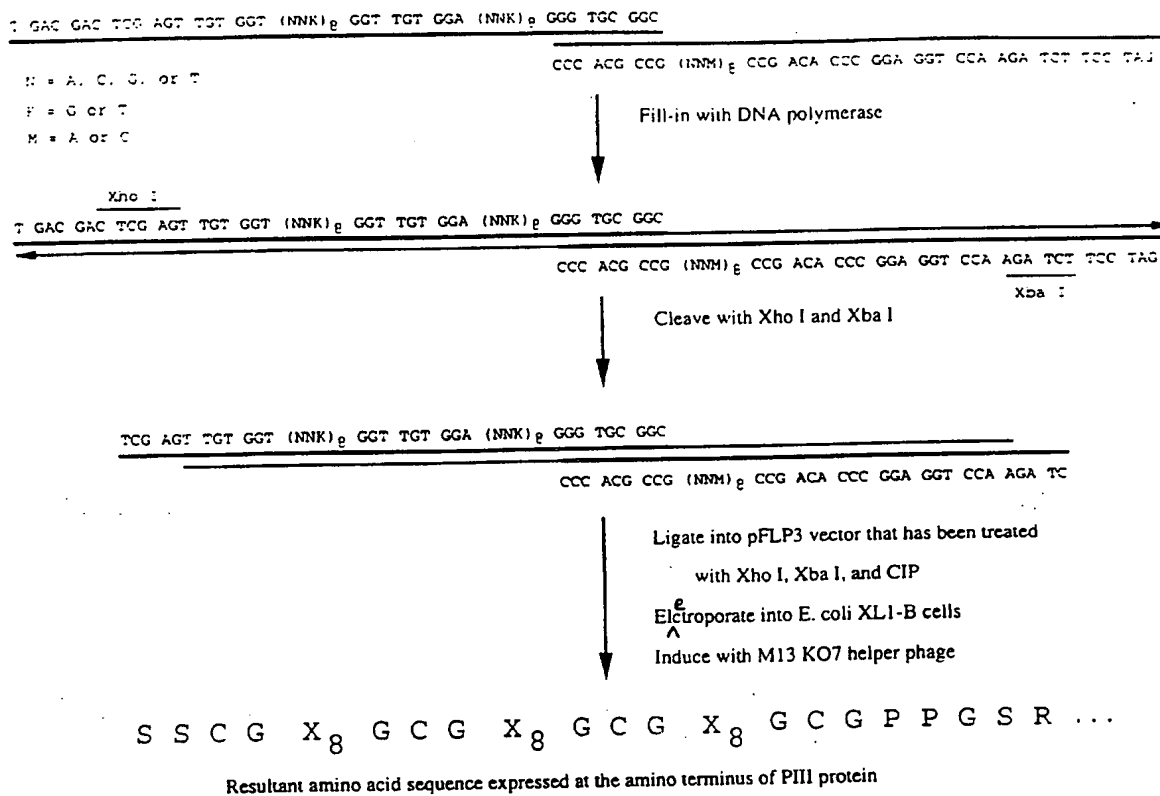 T GAC GAC TCG AGT TGT GGT (NNK)8 GGT TGT GGA (NNK)8 GGG TGC GGC
CCC ACG CCG (NNM)8 CCG ACA CCC GGA GGT CCA AGA TCT TCC TAG
N = A, C, G, or T
K = G or T
M = A or C
Fill-in with DNA polymerase
Xho I
T GAC GAC TCG AGT TGT GGT (NNK)8 GGT TGT GGA (NNK)8 GGG TGC GGC
CCC ACG CCG (NNM)8 CCG ACA CCC GGA GGT CCA AGA TCT TCC TAG
Xba I
Cleave with Xho I and Xba I
TCG AGT TGT GGT (NNK)8 GGT TGT GGA (NNK)8 GGG TGC GGC
CCC ACG CCG (NNM)8 CCG ACA CCC GGA GGT CCA AGA TC
Ligate into pFLP3 vector that has been treated
with Xho I, Xba I, and CIP
Electroporate into E. coli XL1-B cells
Induce with M13 KO7 helper phage
S S C G X8 G C G X8 G C G X8 G C G P P G S R ...
Resultant amino acid sequence expressed at the amino terminus of PIII protein